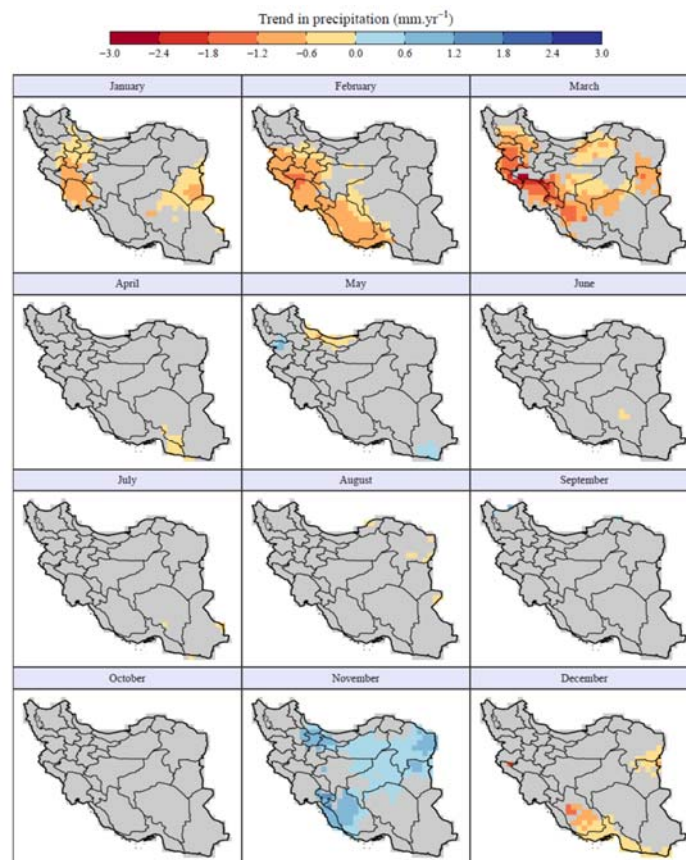 Trend in precipitation (mm.yr⁻¹)
−3.0 −2.4 −1.8 −1.2 −0.6 0.0 0.6 1.2 1.8 2.4 3.0
January February March
April May June
July August September
October November December